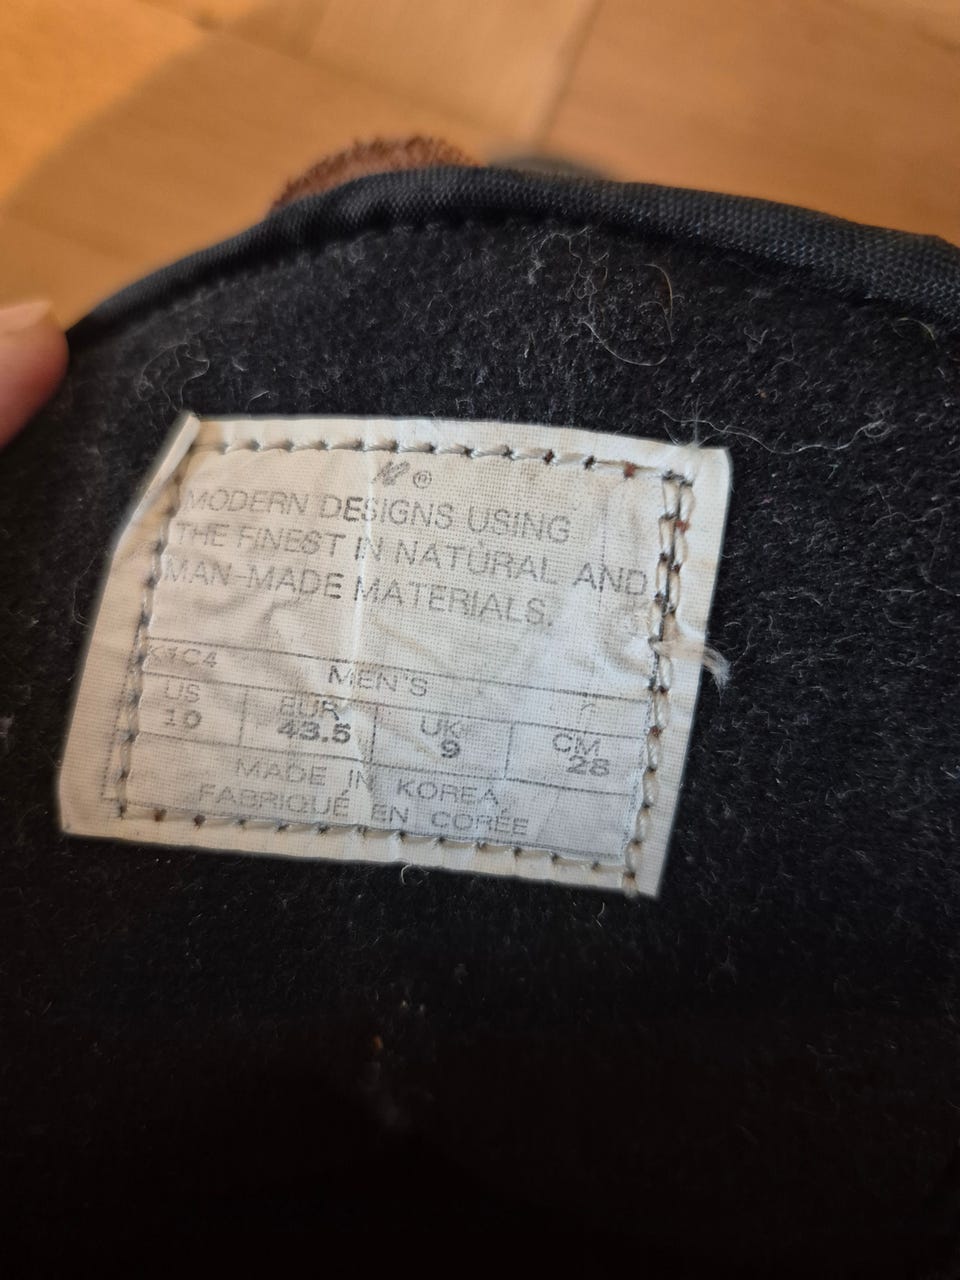 ®
MODERN DESIGNS USING
THE FINEST IN NATURAL AND
MAN-MADE MATERIALS.
MEN'S
US EUR UK CM
10 43.5 9 28
MADE IN KOREA
FABRIQUÉ EN CORÉE